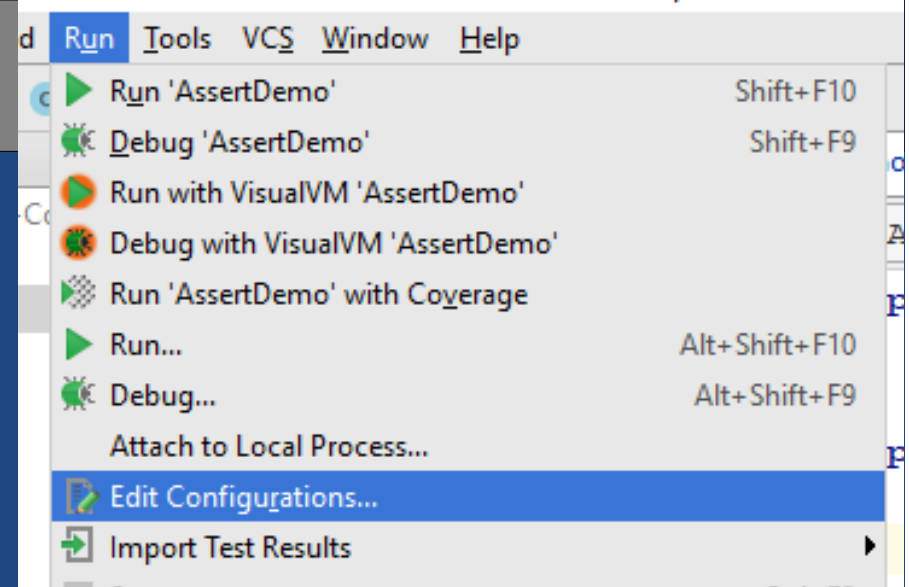 d Run Tools VCS Window Help
Run 'AssertDemo' Shift+F10
Debug 'AssertDemo' Shift+F9
Run with VisualVM 'AssertDemo'
Debug with VisualVM 'AssertDemo'
Run 'AssertDemo' with Coverage
Run... Alt+Shift+F10
Debug... Alt+Shift+F9
Attach to Local Process...
Edit Configurations...
Import Test Results